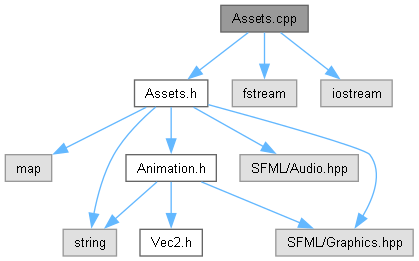 Assets.cpp
Assets.h
fstream
iostream
map
Animation.h
SFML/Audio.hpp
string
Vec2.h
SFML/Graphics.hpp